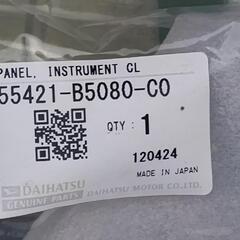 PANEL, INSTRUMENT CL
55421-B5080-C0
QTY: 1
120424
MADE IN JAPAN
DAIHATSU
GENUINE PARTS
DAIHATSU MOTOR CO., LTD.